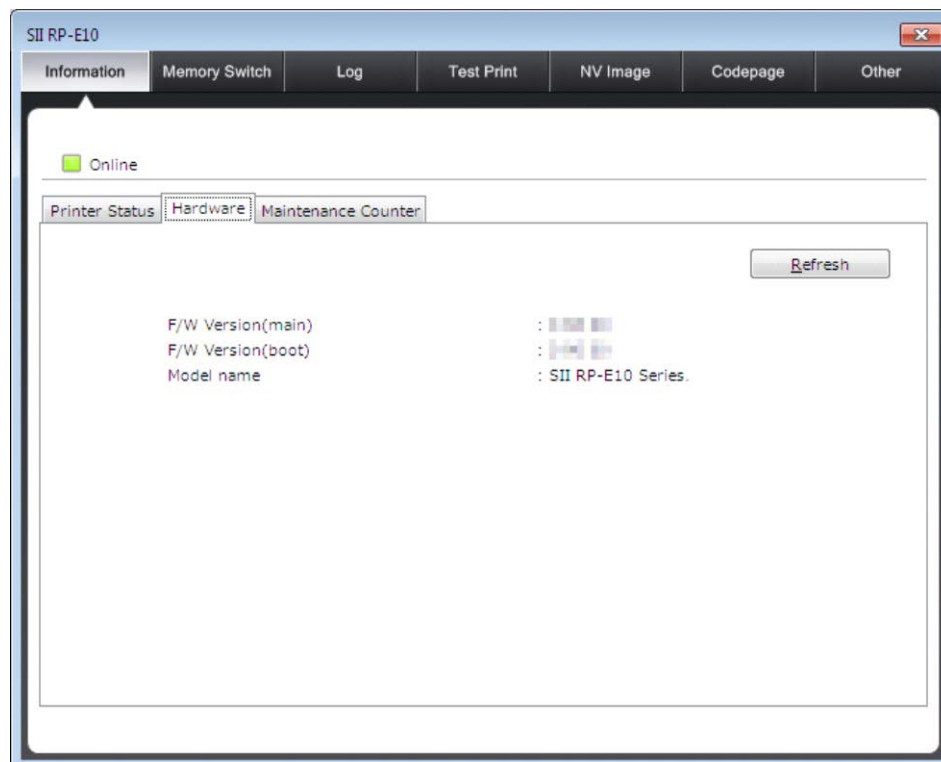 SII RP-E10
Information Memory Switch Log Test Print NV Image Codepage Other
Online
Printer Status Hardware Maintenance Counter
Refresh
F/W Version(main) :
F/W Version(boot) :
Model name : SII RP-E10 Series.